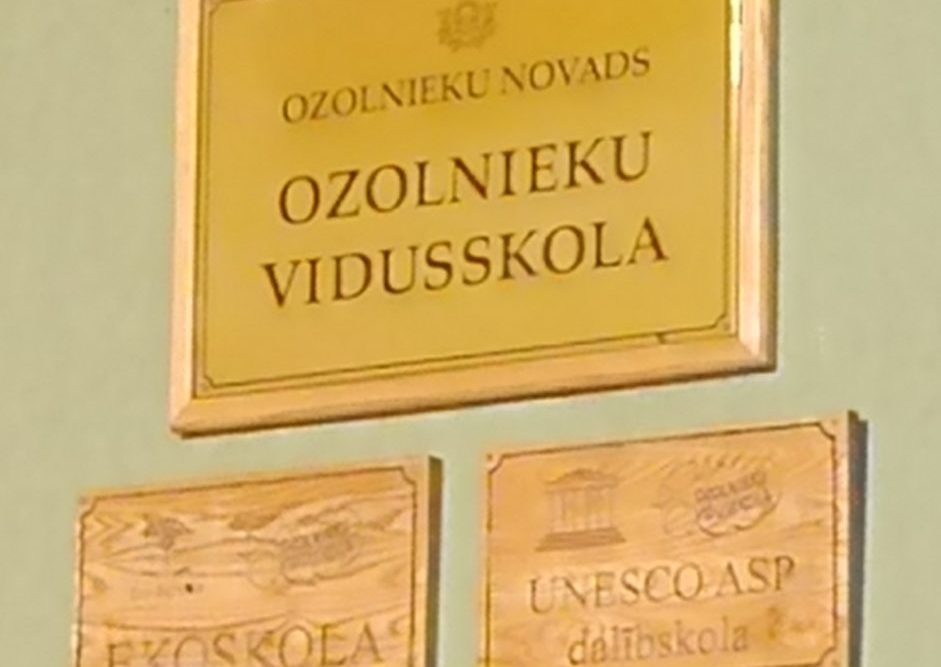 OZOLNIEKU NOVADS
OZOLNIEKU
VIDUSSKOLA
EKOSKOLA
UNESCO ASP
dalībskola